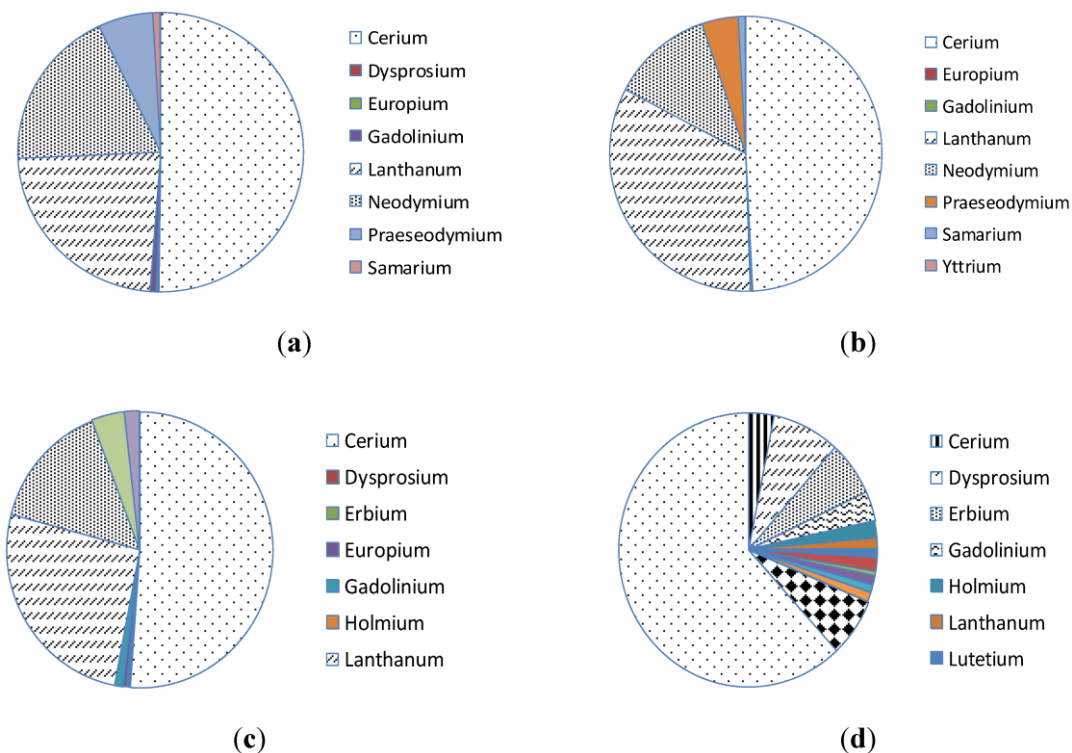 Cerium
Dysprosium
Europium
Gadolinium
Lanthanum
Neodymium
Praeseodymium
Samarium
(a)
Cerium
Europium
Gadolinium
Lanthanum
Neodymium
Praeseodymium
Samarium
Yttrium
(b)
Cerium
Dysprosium
Erbium
Europium
Gadolinium
Holmium
Lanthanum
(c)
Cerium
Dysprosium
Erbium
Gadolinium
Holmium
Lanthanum
Lutetium
(d)